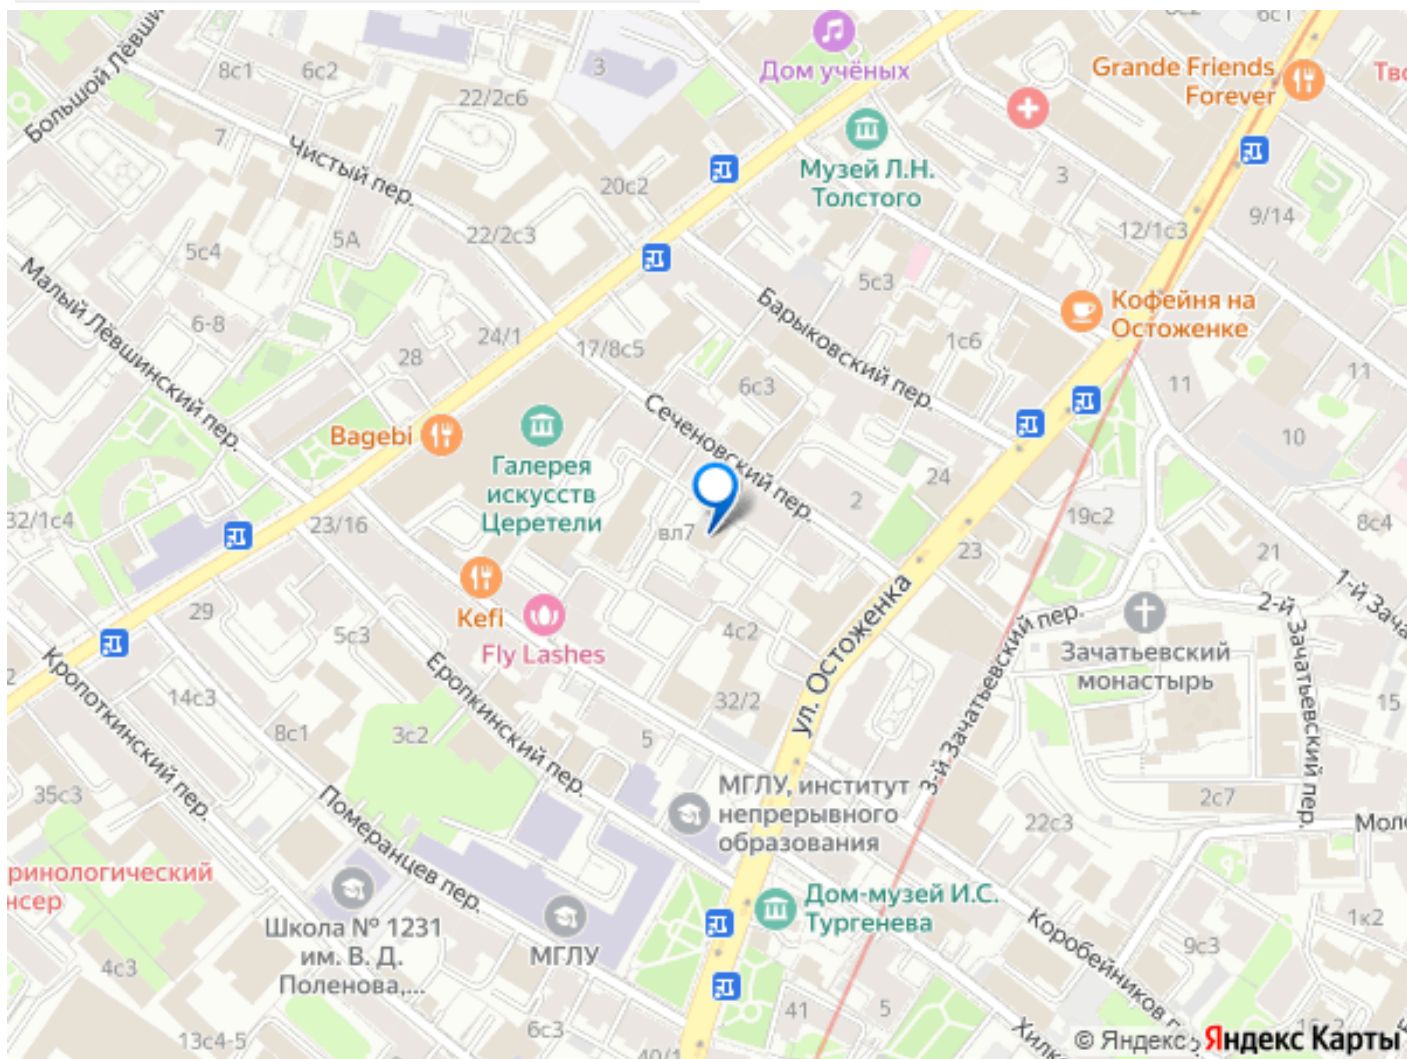 6с2
6с1
Большой Лёвшин
8с1
6с2
3
Дом учёных
Grande Friends
Forever
22/2с6
7
Чистый пер.
Музей Л.Н.
Толстого
20с2
3
9/14
12/1с3
22/2с3
5А
5с4
Малый Лёвшинский пер.
6-8
28
24/1
17/8с5
5с3
Барыковский пер.
1с6
Кофейня на
Остоженке
11
11
6с3
Bagebi
Галерея
искусств
Церетели
Сеченовский пер.
2
24
10
32/1с4
23/16
вл7
19с2
8с4
23
21
1-й Зача
2-й Зачатьевский пер.
Kefi
Fly Lashes
29
5с3
4с2
ул. Остоженка
3-й Зачатьевский пер.
Зачатьевский
монастырь
2
Кропоткинский пер.
14с3
8с1
3с2
Еропкинский пер.
5
32/2
15
35с3
Померанцев пер.
МГЛУ, институт
непрерывного
образования
22с3
2с7
Моло
ринологический
нсер
Школа № 1231
им. В. Д.
Поленова,...
МГЛУ
Дом-музей И.С.
Тургенева
Коробейников п
1к2
9с3
4с3
13с4-5
6с3
41
5
40/1
Хилк
© Яндекс
Яндекс Карты